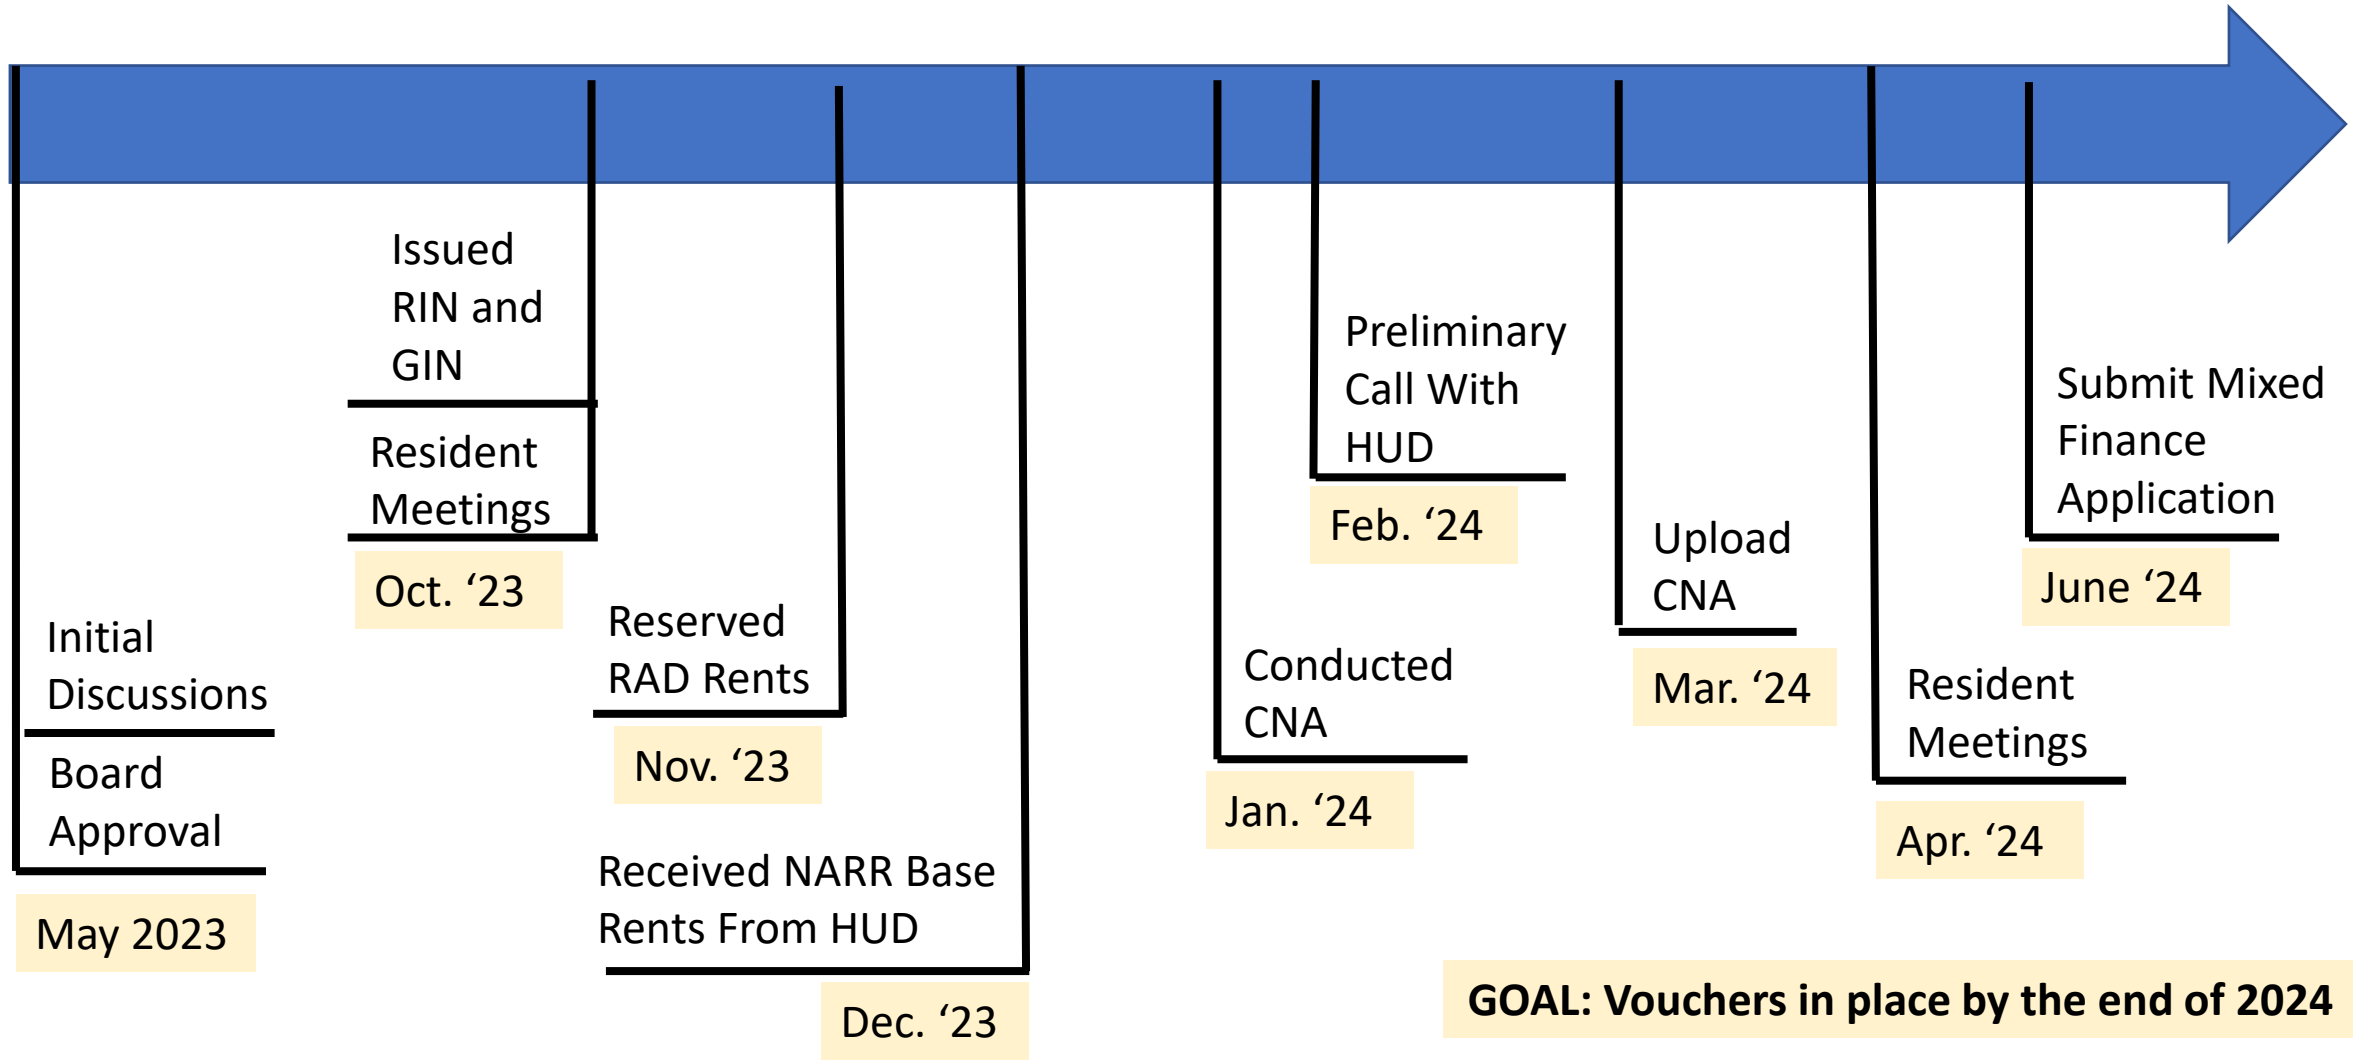 Initial
Discussions
Board
Approval
May 2023
Issued
RIN and
GIN
Resident
Meetings
Oct. ‘23
Reserved
RAD Rents
Nov. ‘23
Received NARR Base
Rents From HUD
Dec. ‘23
Conducted
CNA
Jan. ‘24
Preliminary
Call With
HUD
Feb. ‘24
Upload
CNA
Mar. ‘24
Resident
Meetings
Apr. ‘24
Submit Mixed
Finance
Application
June ‘24
GOAL: Vouchers in place by the end of 2024